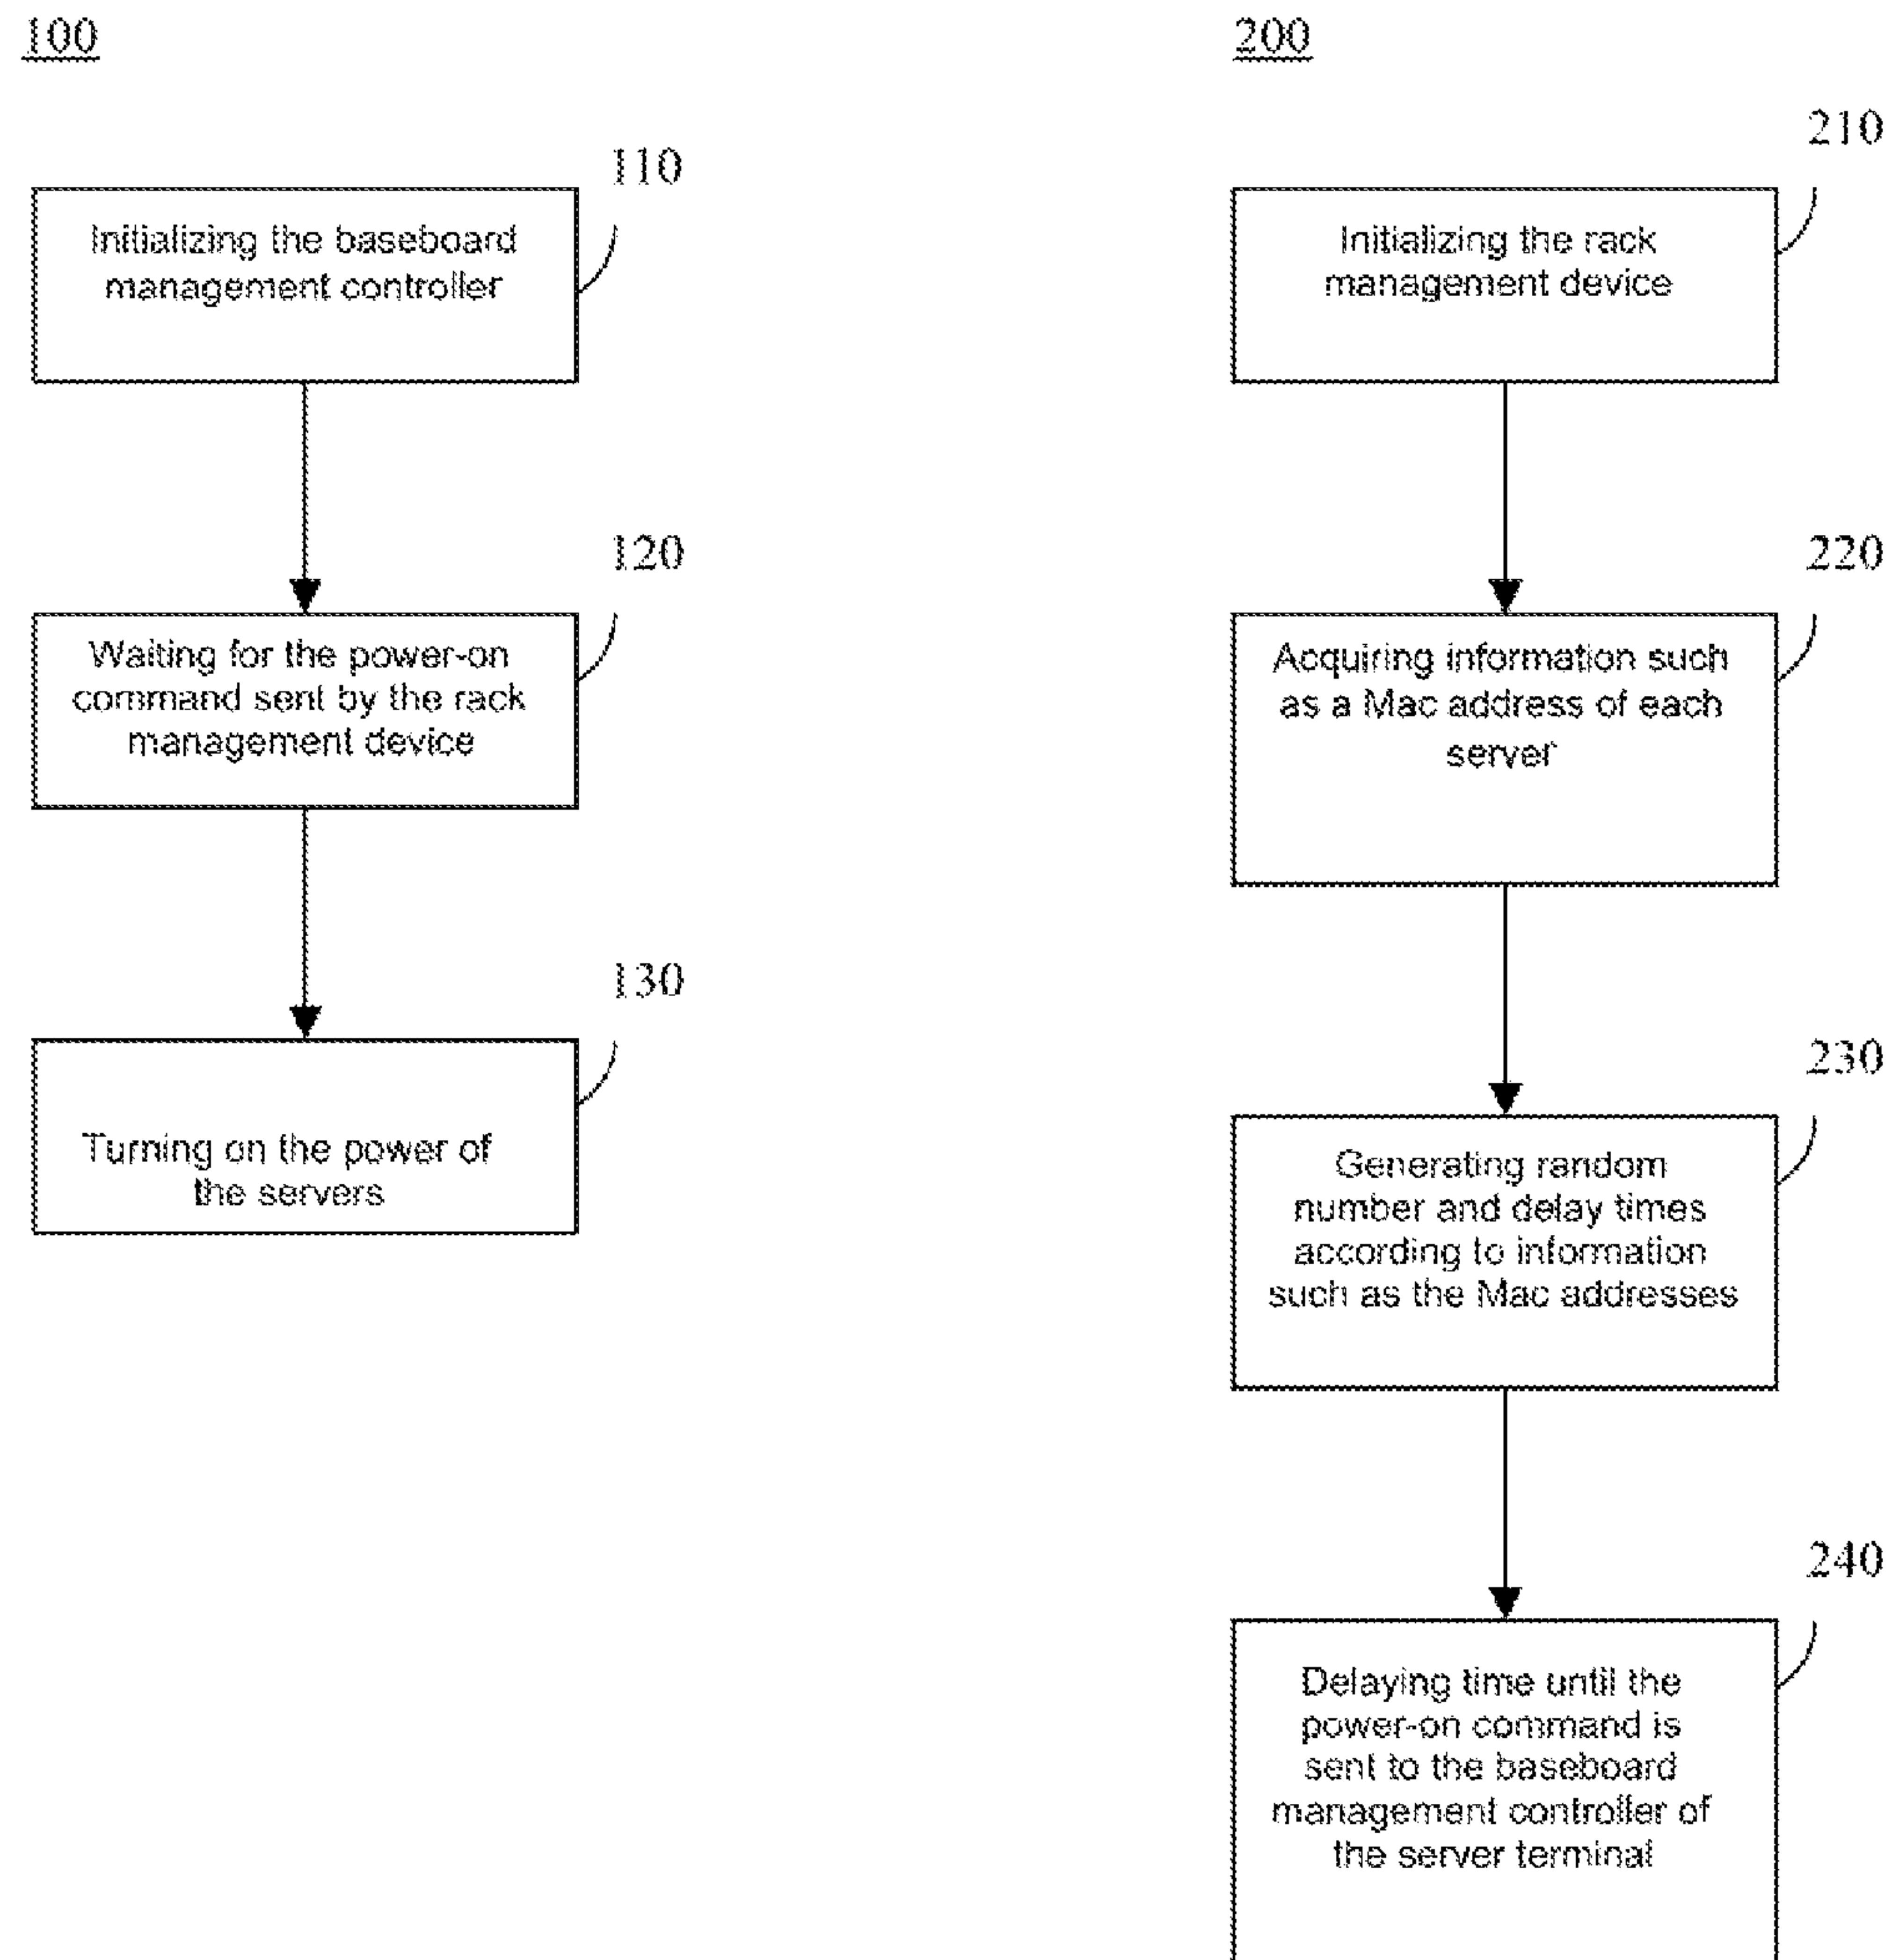 100
110
Initializing the baseboard
management controller
120
Waiting for the power-on
command sent by the rack
management device
130
Turning on the power of
the servers
200
210
Initializing the rack
management device
220
Acquiring information such
as a Mac address of each
server
230
Generating random
number and delay times
according to information
such as the Mac addresses
240
Delaying time until the
power-on command is
sent to the baseboard
management controller of
the server terminal